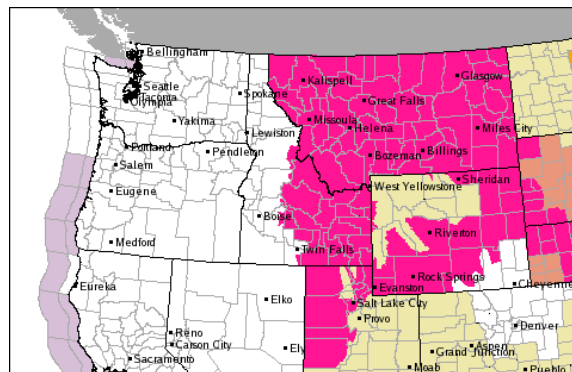 Bellingham
Kalispell
Glasgow
Seattle
Tacoma
Olympia
Spokane
Great Falls
Yakima
Missoula
Helena
Miles City
Lewiston
Portland
Pendleton
Bozeman
Billings
Salem
West Yellowstone
Sheridan
Eugene
Boise
Riverton
Medford
Twin Falls
Rock Springs
Eureka
Evanston
Cheyenne
Elko
Salt Lake City
Provo
Reno
Denver
Carson City
Ely
Aspen
Grand Junction
Sacramento
Moab
Pueblo